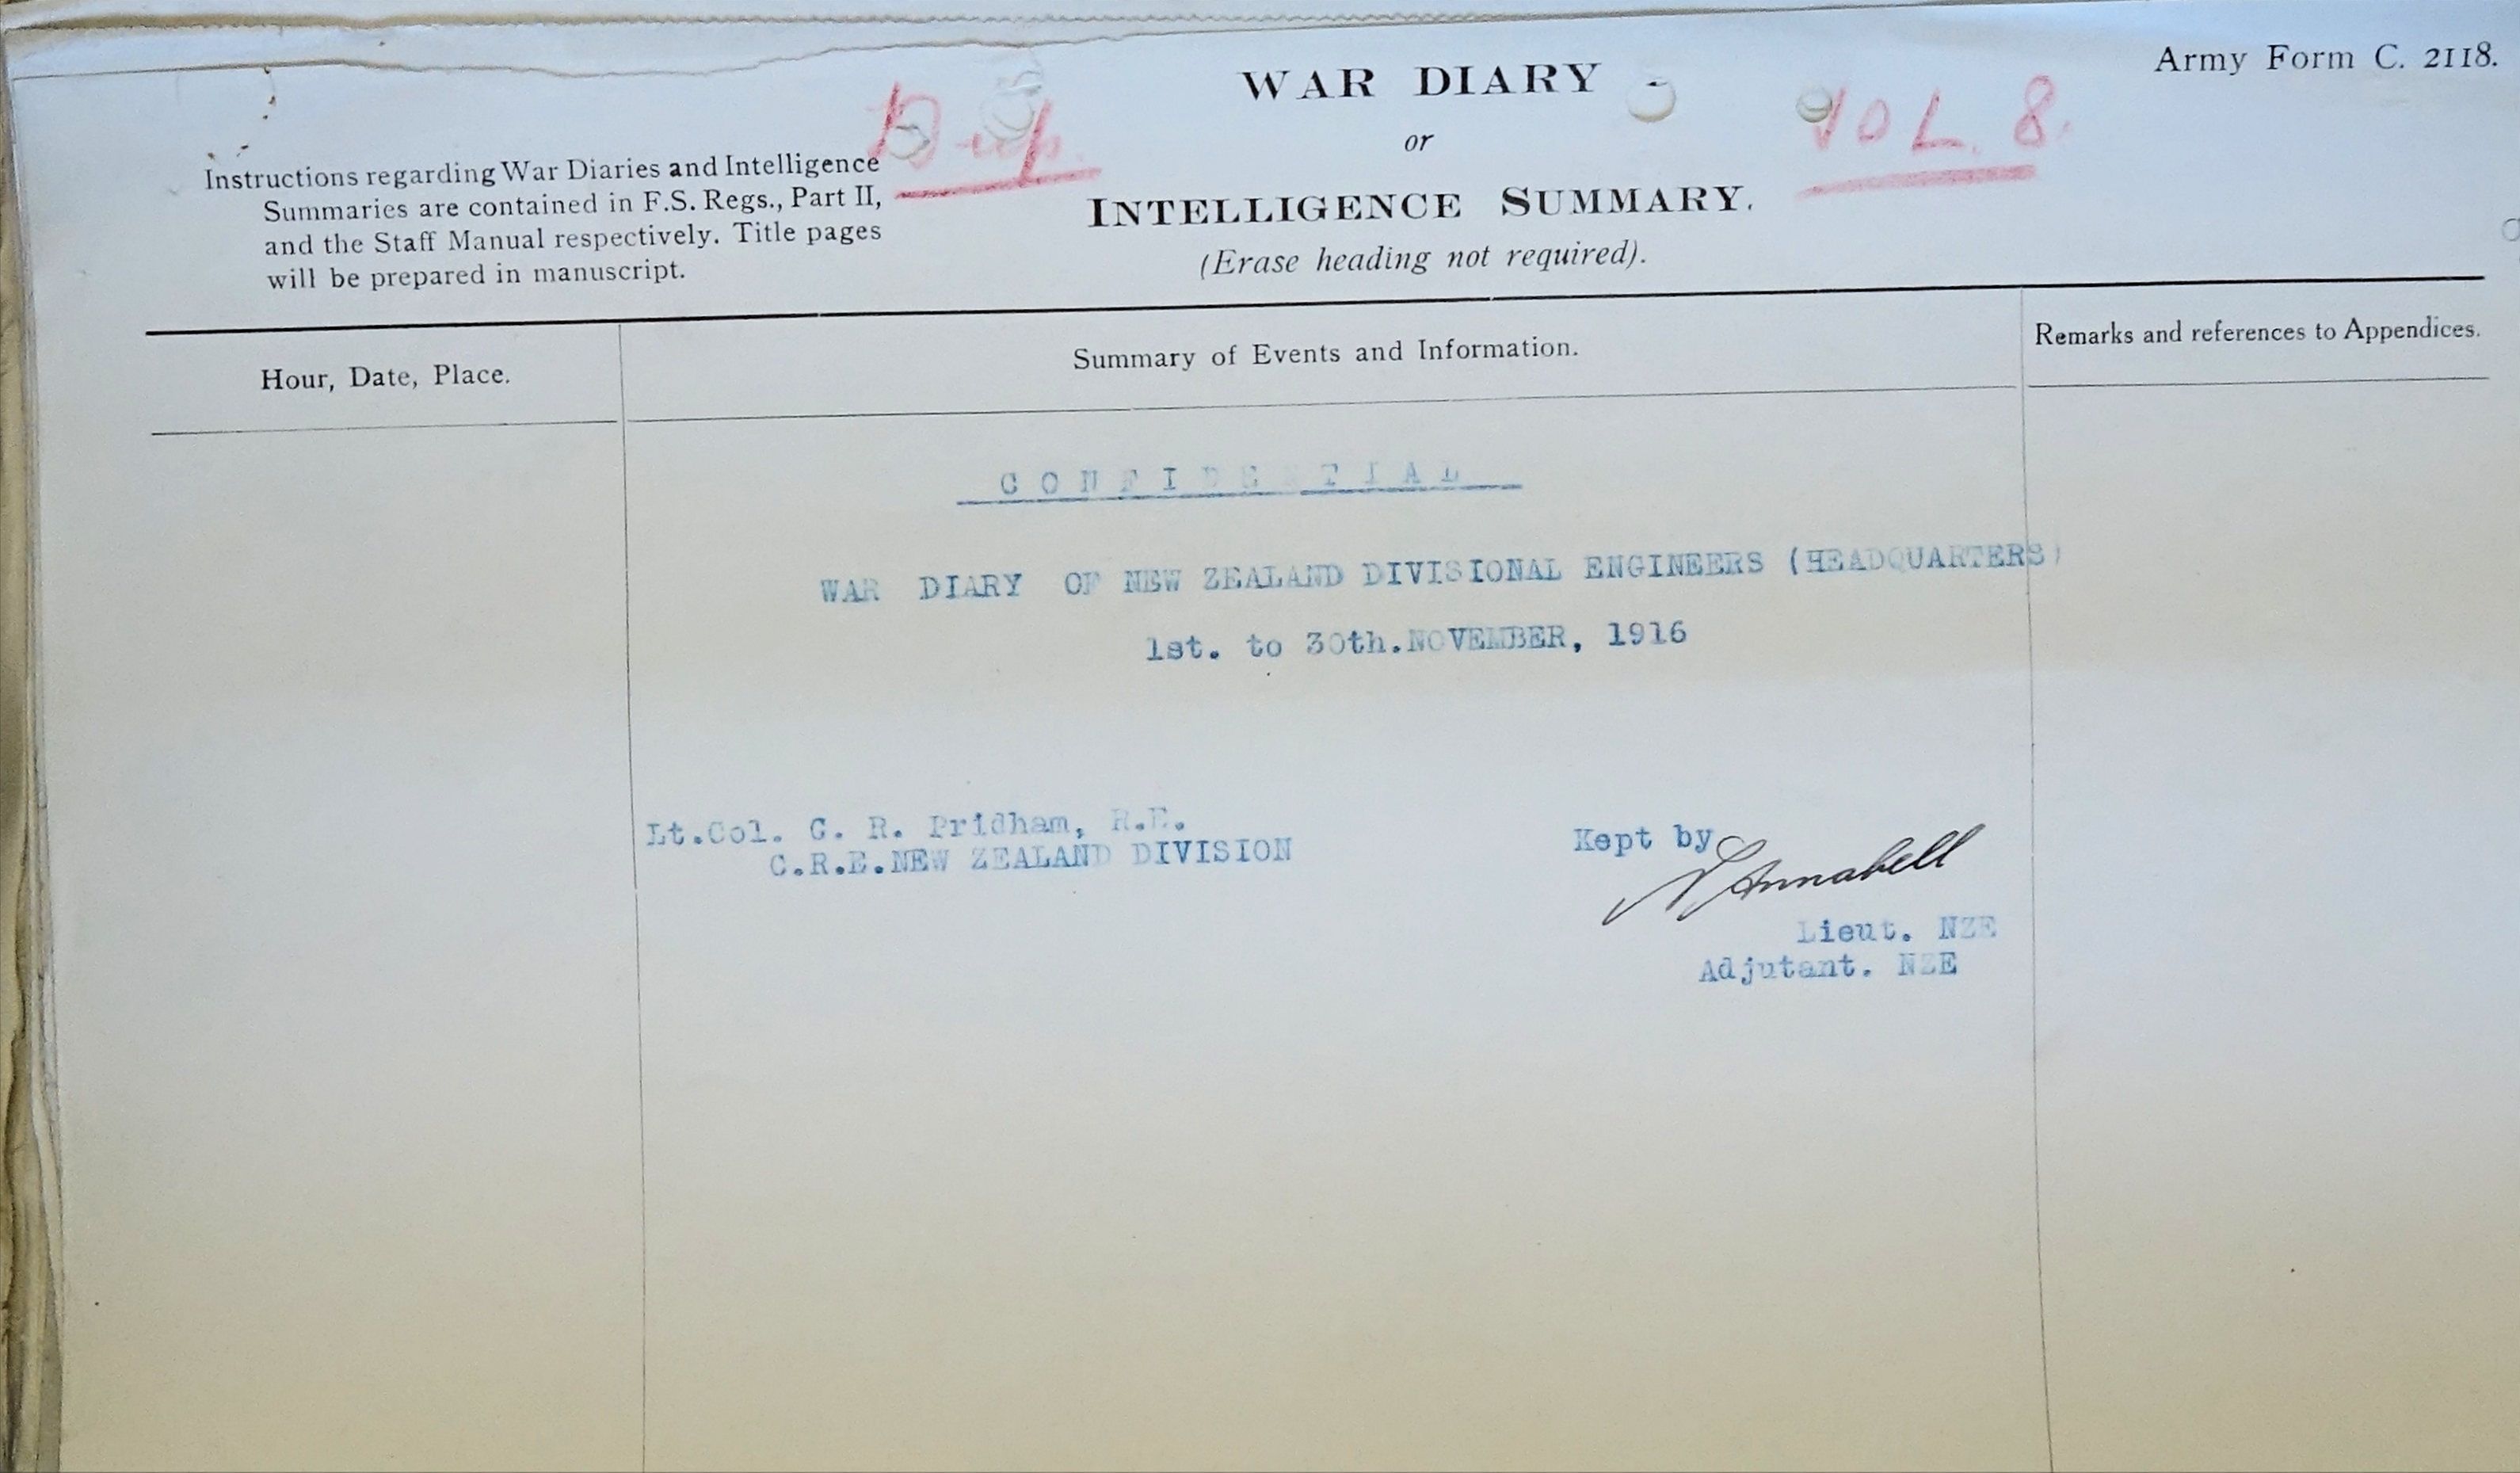 Army Form C. 2118.
WAR DIARY
or
INTELLIGENCE SUMMARY.
(Erase heading not required).
Dup.
VOL. 8.
Instructions regarding War Diaries and Intelligence
Summaries are contained in F.S. Regs., Part II,
and the Staff Manual respectively. Title pages
will be prepared in manuscript.
Hour, Date, Place.
Summary of Events and Information.
Remarks and references to Appendices.
CONFIDENTIAL
WAR DIARY OF NEW ZEALAND DIVISIONAL ENGINEERS (HEADQUARTERS)
1st. to 30th.NOVEMBER, 1916
Lt.Col. G. R. Pridham, R.E.
C.R.E.NEW ZEALAND DIVISION
Kept by
Annabell
Lieut. NZE
Adjutant. NZE